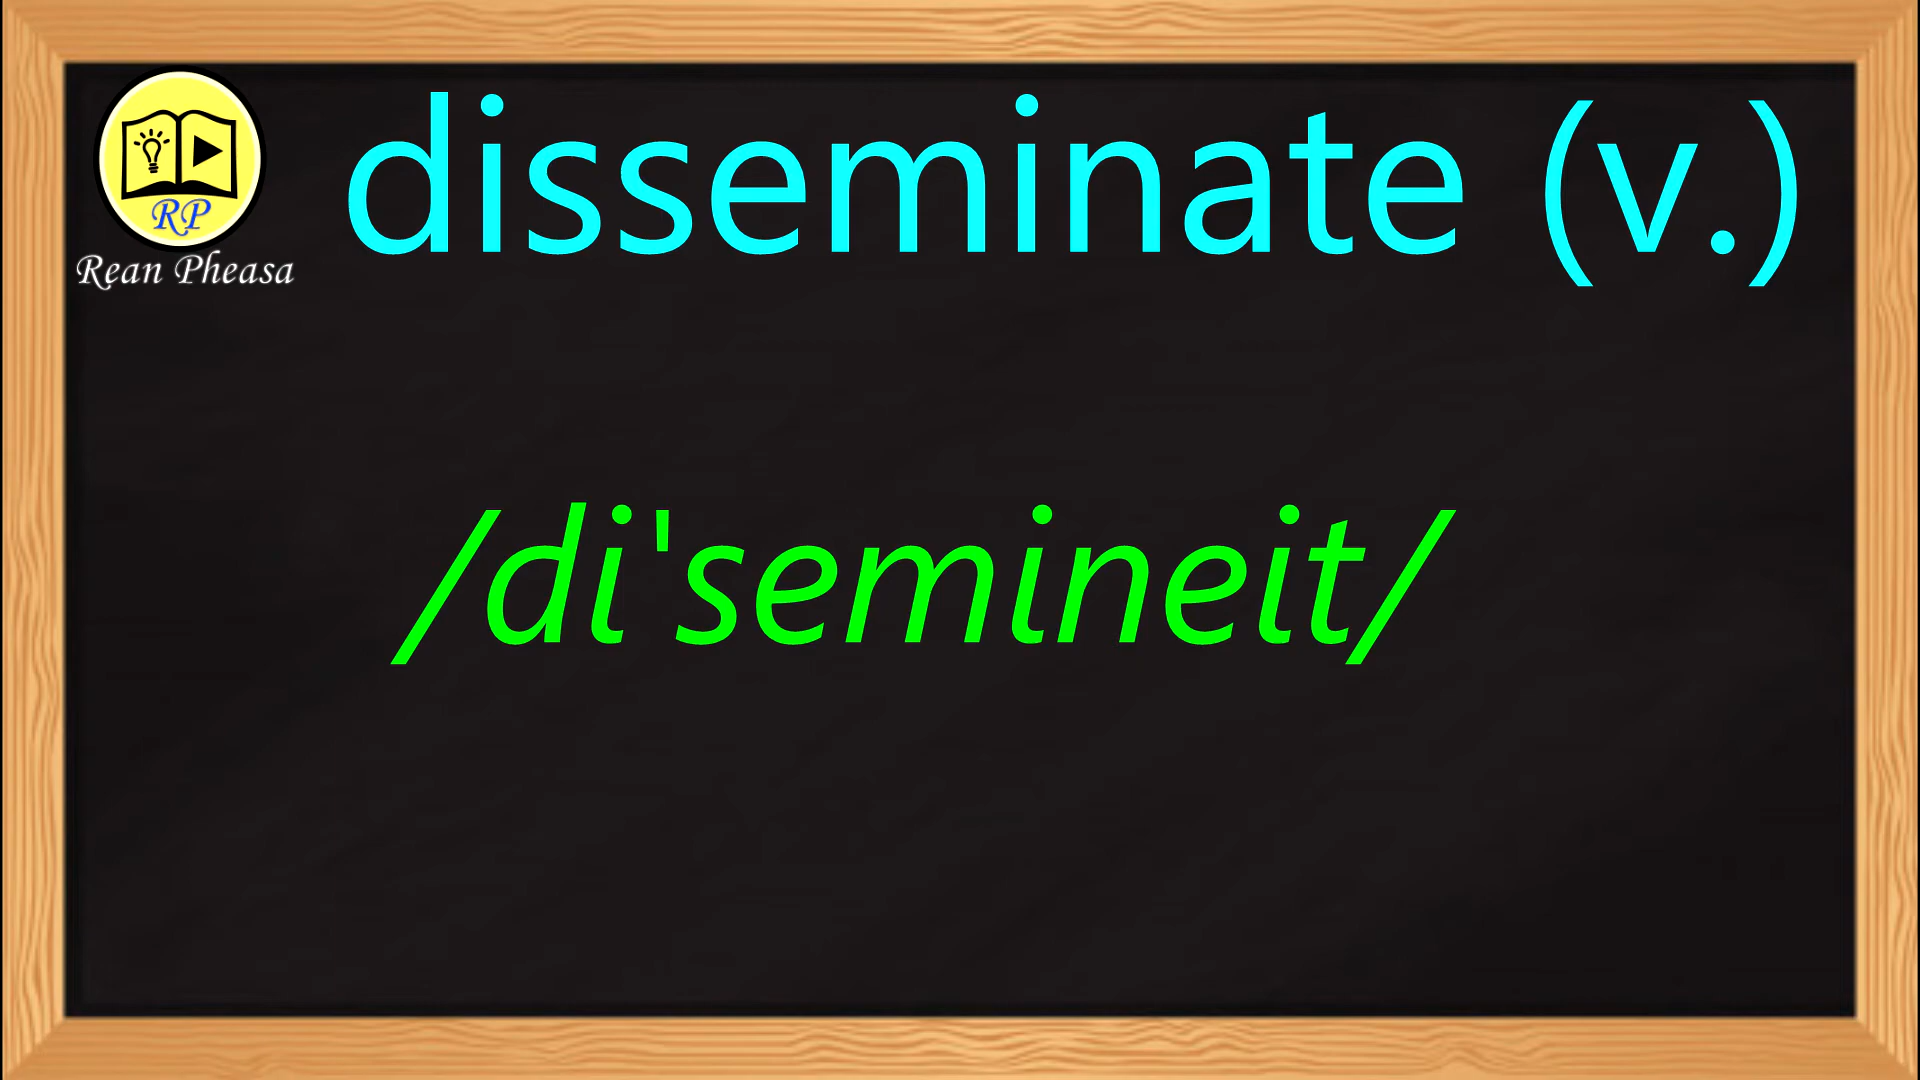 disseminate (v.)
RP
Rean Pheasa
/di'semineit/